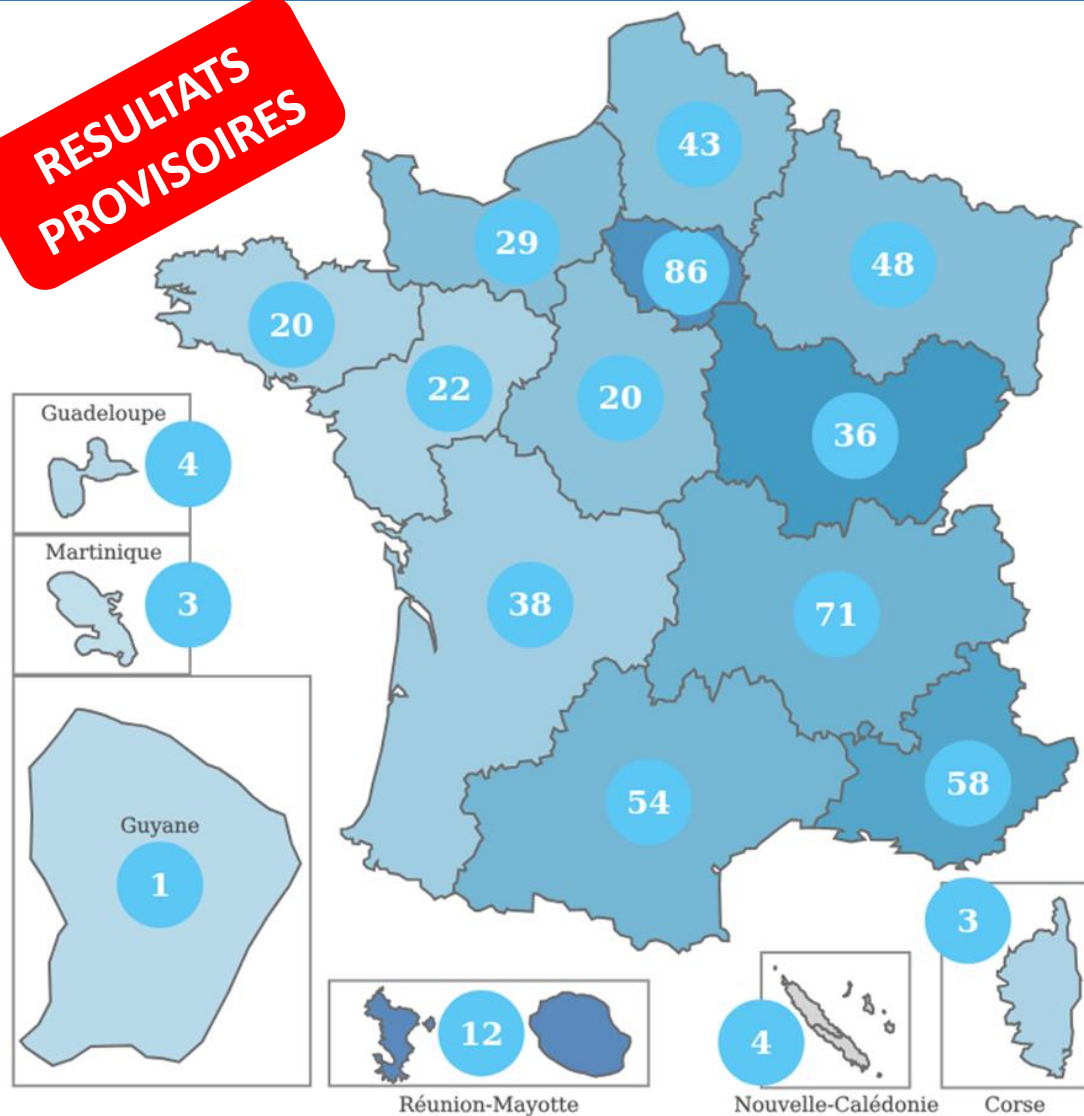 RESULTATS
PROVISOIRES
43
29
86
48
20
22
20
36
Guadeloupe
4
Martinique
3
38
71
54
58
Guyane
1
3
12
4
Réunion-Mayotte
Nouvelle-Calédonie
Corse